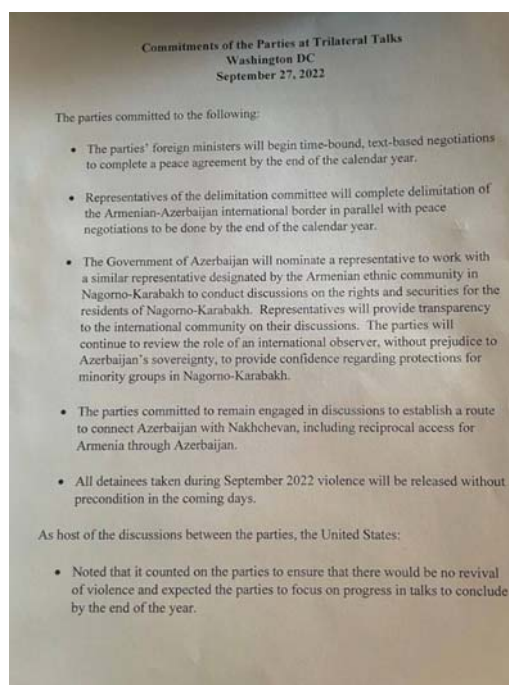 Commitments of the Parties at Trilateral Talks
Washington DC
September 27, 2022
The parties committed to the following:
• The parties' foreign ministers will begin time-bound, text-based negotiations
to complete a peace agreement by the end of the calendar year.
• Representatives of the delimitation committee will complete delimitation of
the Armenian-Azerbaijan international border in parallel with peace
negotiations to be done by the end of the calendar year.
• The Government of Azerbaijan will nominate a representative to work with
a similar representative designated by the Armenian ethnic community in
Nagorno-Karabakh to conduct discussions on the rights and securities for the
residents of Nagorno-Karabakh. Representatives will provide transparency
to the international community on their discussions. The parties will
continue to review the role of an international observer, without prejudice to
Azerbaijan's sovereignty, to provide confidence regarding protections for
minority groups in Nagorno-Karabakh.
• The parties committed to remain engaged in discussions to establish a route
to connect Azerbaijan with Nakhchevan, including reciprocal access for
Armenia through Azerbaijan.
• All detainees taken during September 2022 violence will be released without
precondition in the coming days.
As host of the discussions between the parties, the United States:
• Noted that it counted on the parties to ensure that there would be no revival
of violence and expected the parties to focus on progress in talks to conclude
by the end of the year.